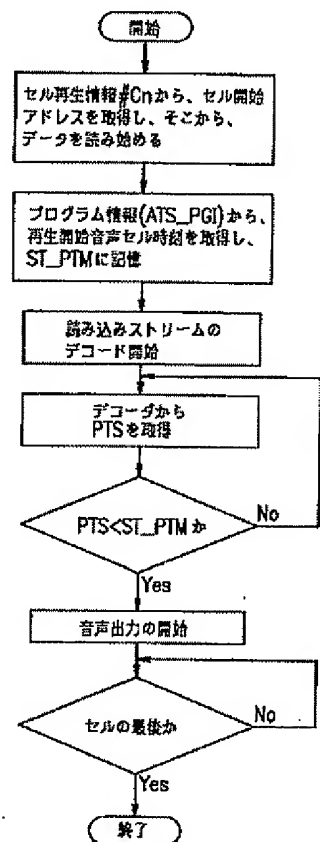 開始
セル再生情報#Cnから、セル開始
アドレスを取得し、そこから、
データを読み始める
プログラム情報(ATS_PGI)から、
再生開始音声セル時刻を取得し、
ST_PTMに記憶
読み込みストリームの
デコード開始
デコーダから
PTSを取得
PTS<ST_PTMか
No
Yes
音声出力の開始
セルの最後か
No
Yes
終了